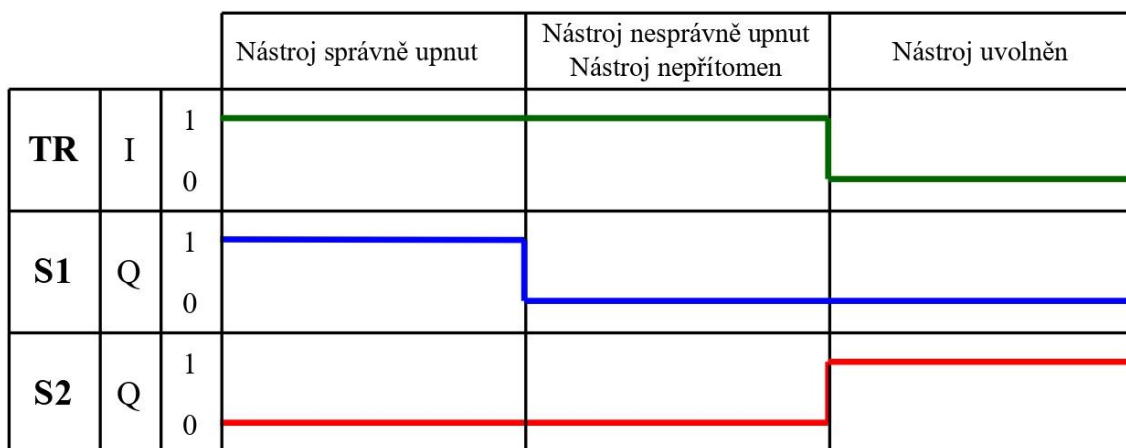 Nástroj správně upnut
Nástroj nesprávně upnut
Nástroj nepřítomen
Nástroj uvolněn
TR I 1
0
S1 Q 1
0
S2 Q 1
0